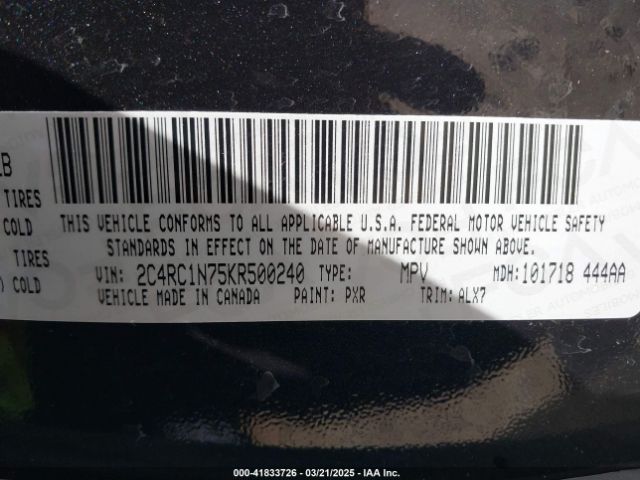 LB
TIRES
COLD
TIRES
) COLD
THIS VEHICLE CONFORMS TO ALL APPLICABLE U.S.A. FEDERAL MOTOR VEHICLE SAFETY
STANDARDS IN EFFECT ON THE DATE OF MANUFACTURE SHOWN ABOVE.
VIN: 2C4RC1N75KR500240 TYPE: MPV MDH:101718 444AA
VEHICLE MADE IN CANADA PAINT: PXR TRIM: ALX7
000-41833726 - 03/21/2025 - IAA Inc.